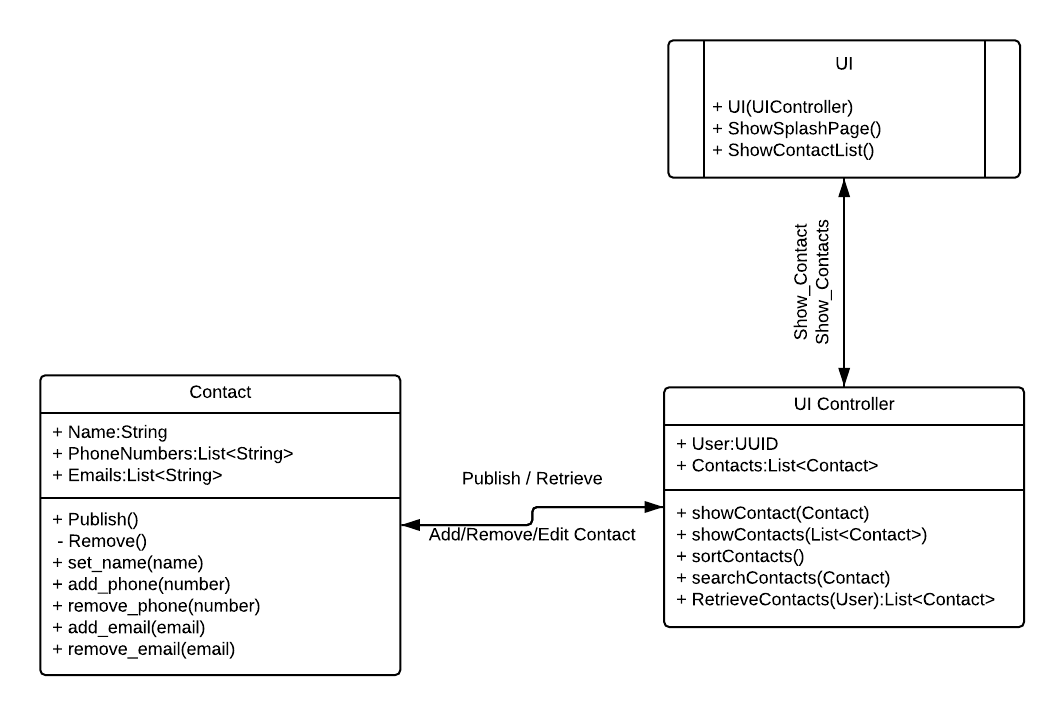 UI
+ UI(UIController)
+ ShowSplashPage()
+ ShowContactList()
Show_Contact
Show_Contacts
Contact
+ Name:String
+ PhoneNumbers:List<String>
+ Emails:List<String>
+ Publish()
- Remove()
+ set_name(name)
+ add_phone(number)
+ remove_phone(number)
+ add_email(email)
+ remove_email(email)
Publish / Retrieve
Add/Remove/Edit Contact
UI Controller
+ User:UUID
+ Contacts:List<Contact>
+ showContact(Contact)
+ showContacts(List<Contact>)
+ sortContacts()
+ searchContacts(Contact)
+ RetrieveContacts(User):List<Contact>